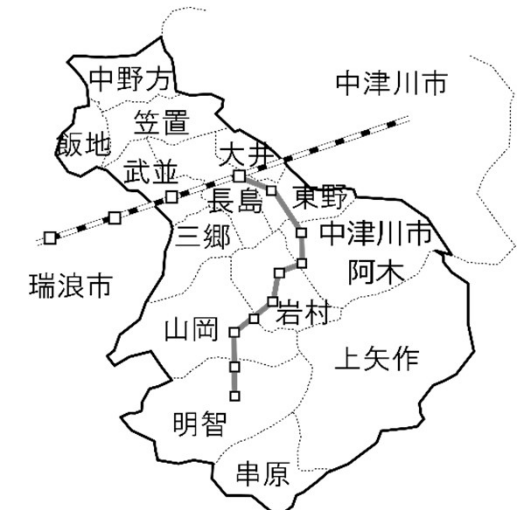 中野方
中津川市
笠置
飯地
大井
武並
東野
長島
三郷
中津川市
阿木
瑞浪市
岩村
山岡
上矢作
明智
串原